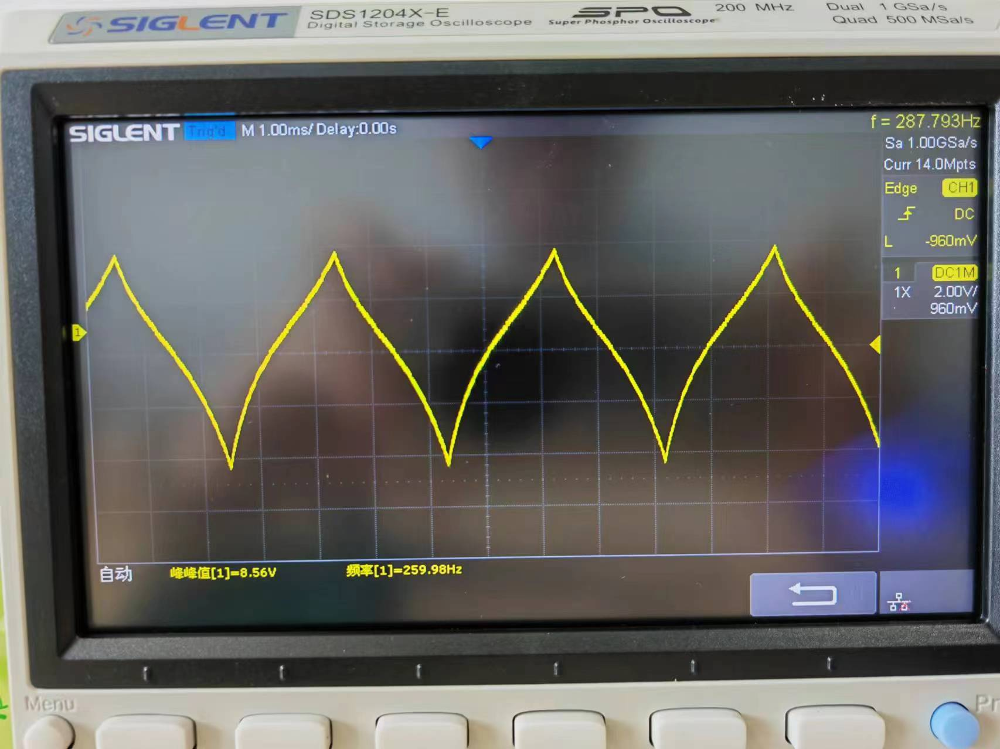 SIGLENT
SDS1204X-E
Digital Storage Oscilloscope
SPO
Super Phosphor Oscilloscope
200 MHz
Dual 1 GSa/s
Quad 500 MSa/s
SIGLENT Trig'd M 1.00ms/ Delay:0.00s
f = 287.793Hz
Sa 1.00GSa/s
Curr 14.0Mpts
Edge CH1
DC
L -960mV
1 DC1M
1X 2.00V/
960mV
1
自动 峰峰值[1]=8.56V 频率[1]=259.98Hz
Menu